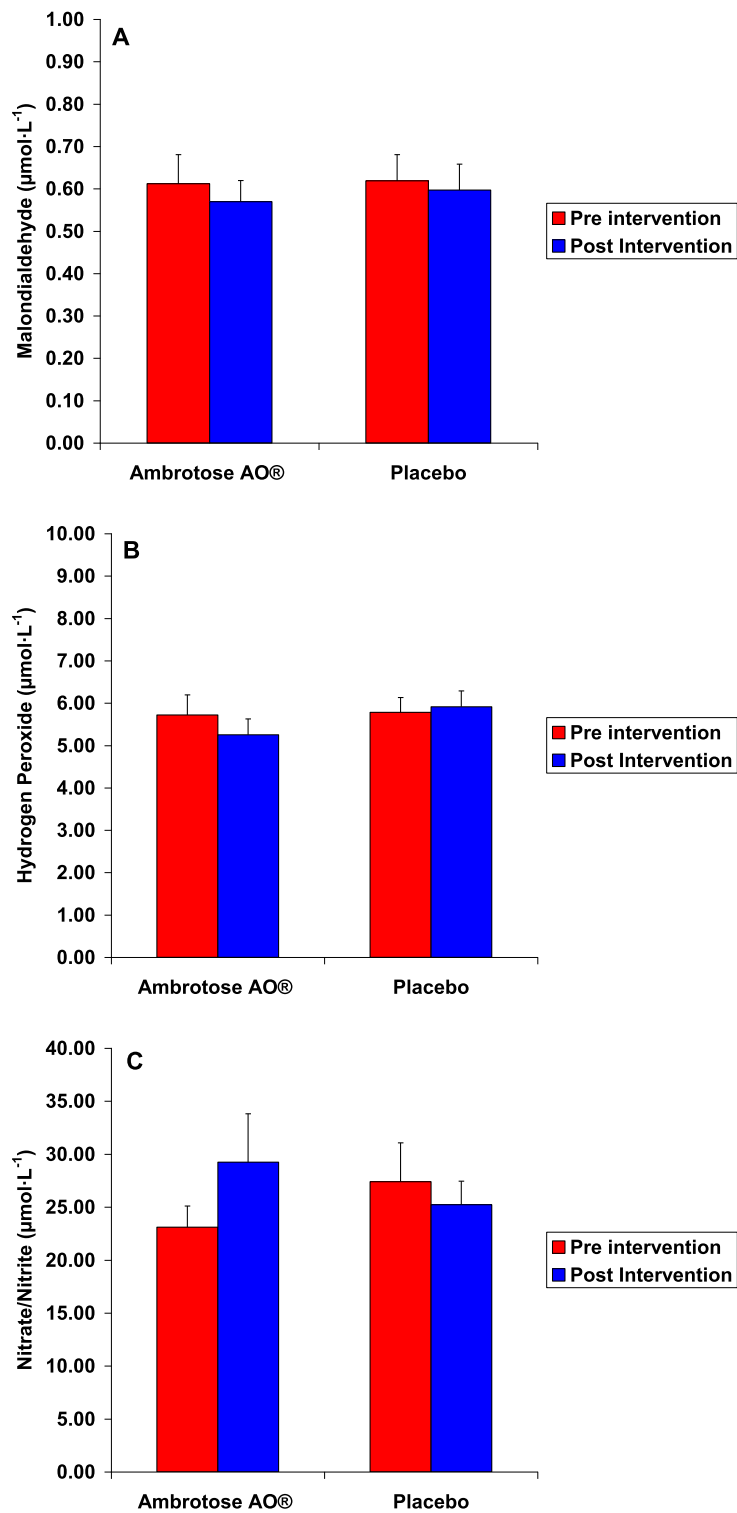 A
Malondialdehyde (µmol·L⁻¹)
1.00
0.90
0.80
0.70
0.60
0.50
0.40
0.30
0.20
0.10
0.00
Ambrotose AO®
Placebo
Pre intervention
Post Intervention
B
Hydrogen Peroxide (µmol·L⁻¹)
10.00
9.00
8.00
7.00
6.00
5.00
4.00
3.00
2.00
1.00
0.00
Ambrotose AO®
Placebo
Pre intervention
Post Intervention
C
Nitrate/Nitrite (µmol·L⁻¹)
40.00
35.00
30.00
25.00
20.00
15.00
10.00
5.00
0.00
Ambrotose AO®
Placebo
Pre intervention
Post Intervention